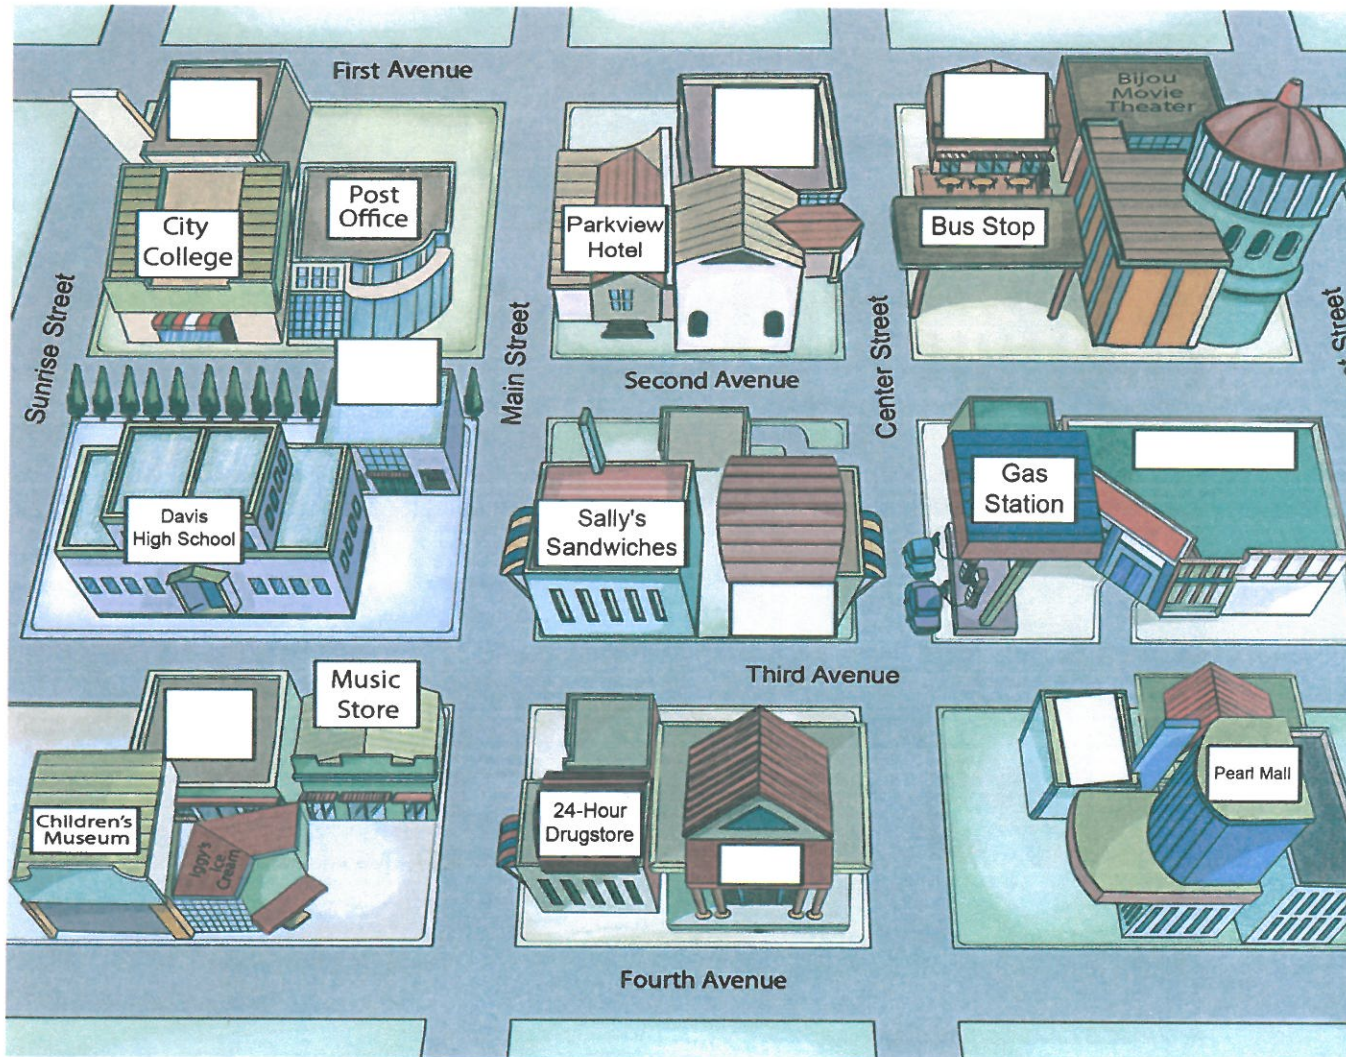 First Avenue
Bijou
Movie
Theater
City
College
Post
Office
Parkview
Hotel
Bus Stop
Sunrise Street
Main Street
Center Street
Street
Second Avenue
Davis
High School
Sally's
Sandwiches
Gas
Station
Third Avenue
Music
Store
Children's
Museum
Iggy's
Ice
Cream
24-Hour
Drugstore
Pearl Mall
Fourth Avenue